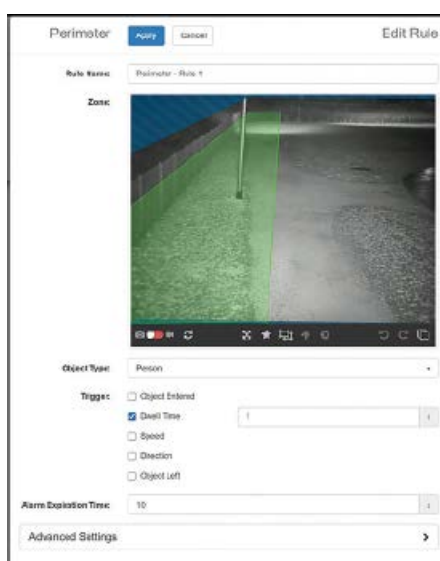 Perimeter Apply Cancel Edit Rule
Rule Name: Perimeter - Rule 1
Zone:
Object Type: Person
Trigger: Object Entered
Dwell Time 1
Speed
Direction
Object Left
Alarm Expiration Time: 10
Advanced Settings